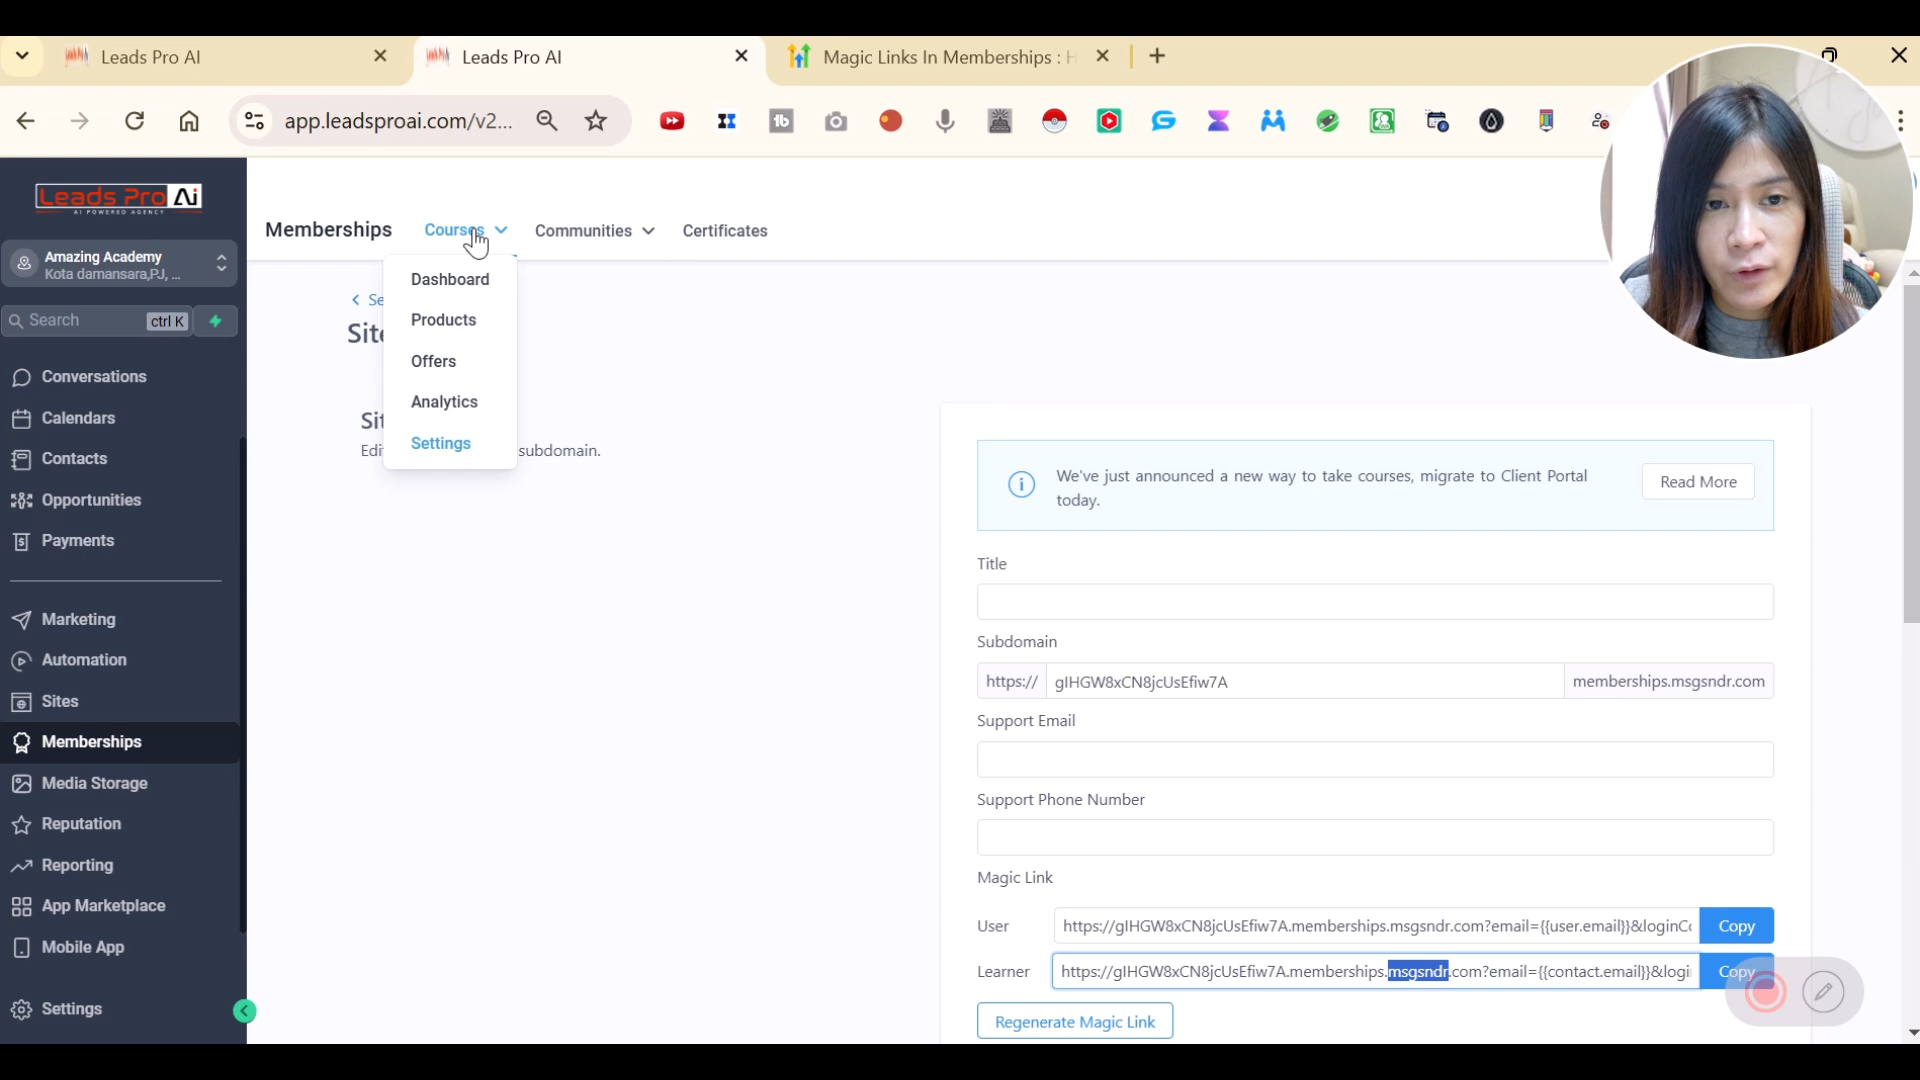 Leads Pro AI
Leads Pro AI
Magic Links In Memberships : H
app.leadsproai.com/v2...
Leads Pro Ai
AI POWERED AGENCY
Amazing Academy
Kota damansara,PJ, ...
Search
ctrl K
Conversations
Calendars
Contacts
Opportunities
Payments
Marketing
Automation
Sites
Memberships
Media Storage
Reputation
Reporting
App Marketplace
Mobile App
Settings
Memberships
Courses
Communities
Certificates
Dashboard
Products
Offers
Analytics
Settings
Se
Site
Sit
Edi
subdomain.
We've just announced a new way to take courses, migrate to Client Portal
today.
Read More
Title
Subdomain
https://
gIHGW8xCN8jcUsEfiw7A
memberships.msgsndr.com
Support Email
Support Phone Number
Magic Link
User
https://gIHGW8xCN8jcUsEfiw7A.memberships.msgsndr.com?email={{user.email}}&loginCo
Copy
Learner
https://gIHGW8xCN8jcUsEfiw7A.memberships.msgsndr.com?email={{contact.email}}&logi
Copy
Regenerate Magic Link